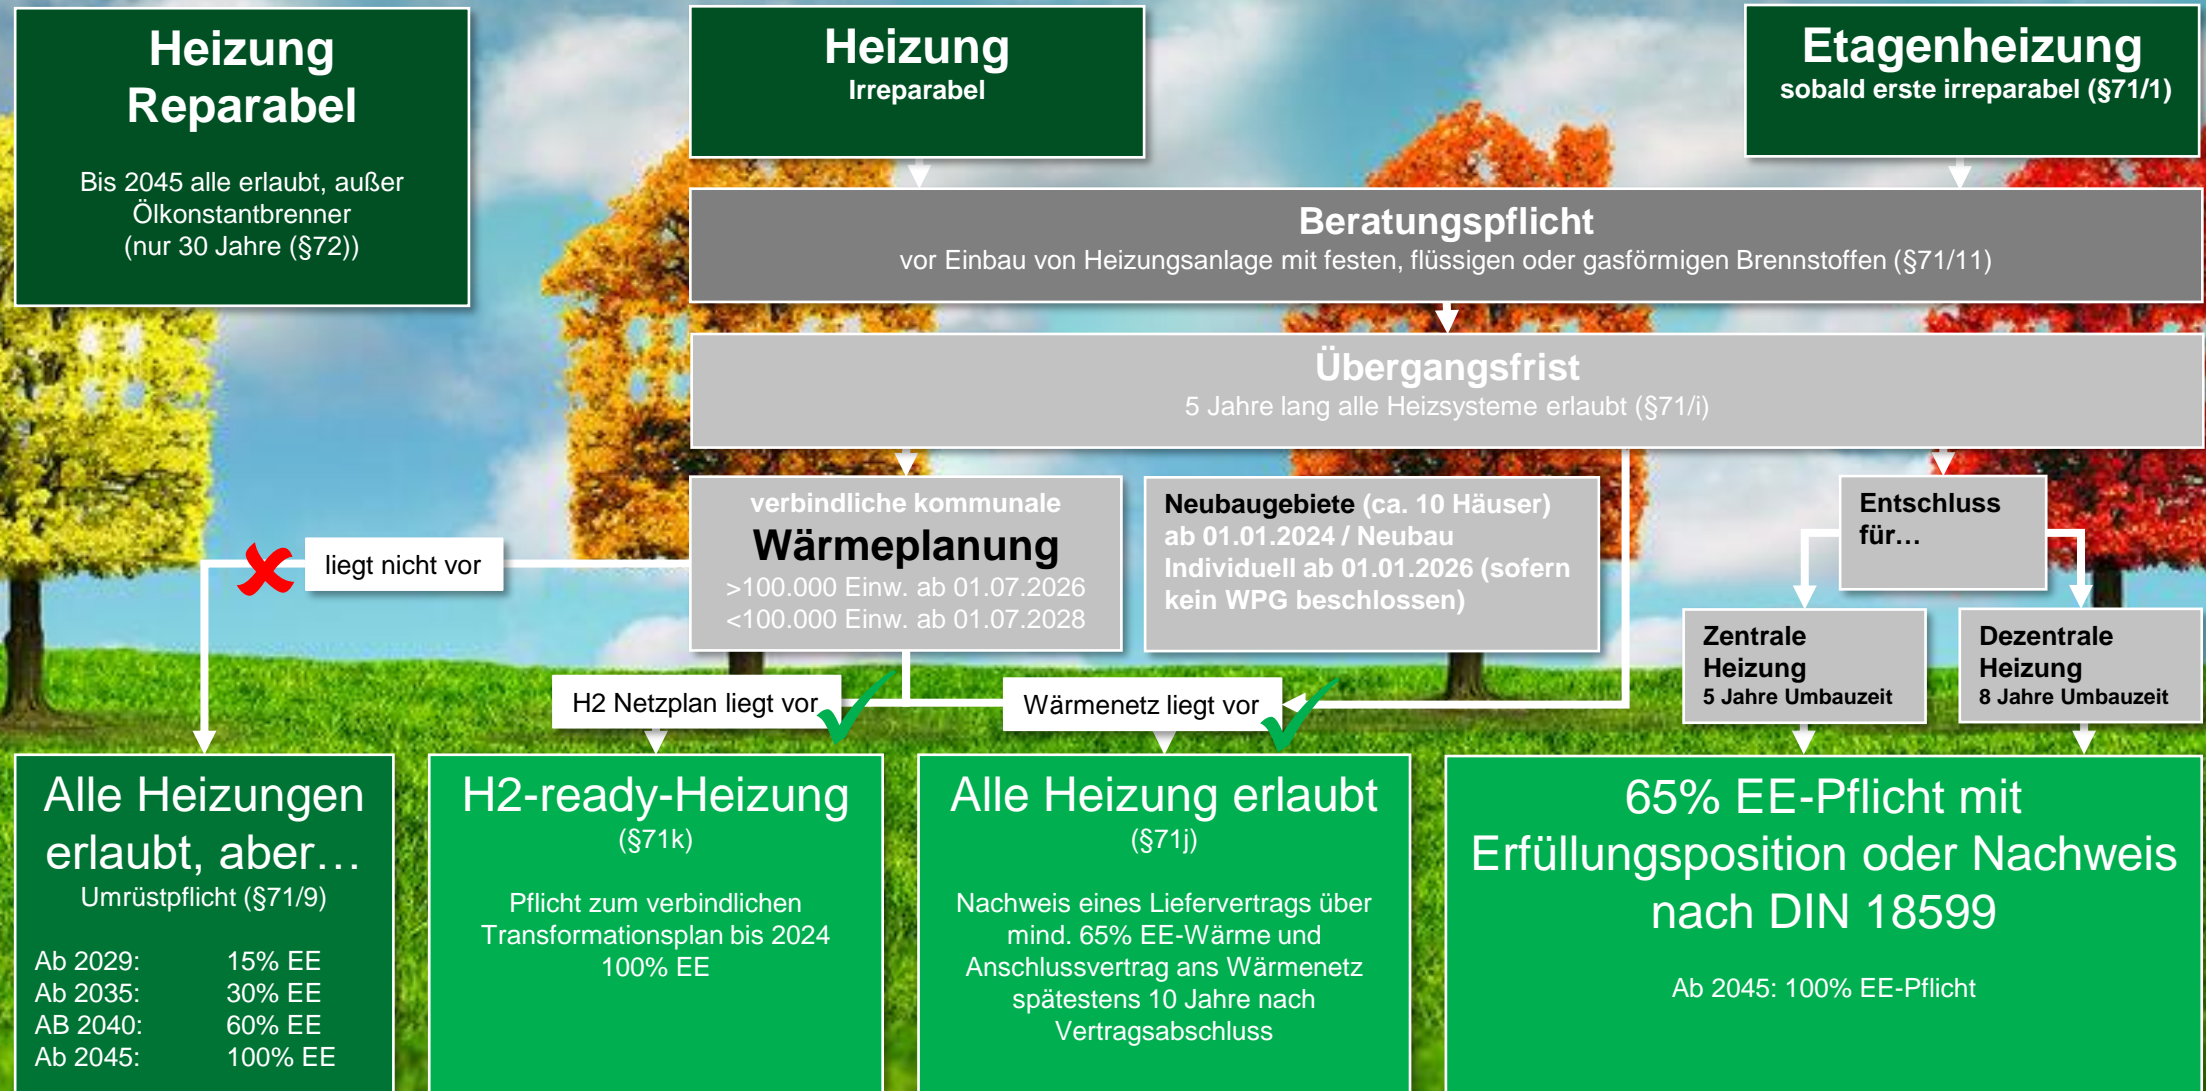 Heizung
Reparabel
Bis 2045 alle erlaubt, außer
Ölkonstantbrenner
(nur 30 Jahre (§72))
Heizung
Irreparabel
Etagenheizung
sobald erste irreparabel (§71/1)
Beratungspflicht
vor Einbau von Heizungsanlage mit festen, flüssigen oder gasförmigen Brennstoffen (§71/11)
Übergangsfrist
5 Jahre lang alle Heizsysteme erlaubt (§71/i)
liegt nicht vor
verbindliche kommunale
Wärmeplanung
>100.000 Einw. ab 01.07.2026
<100.000 Einw. ab 01.07.2028
Neubaugebiete (ca. 10 Häuser)
ab 01.01.2024 / Neubau
Individuell ab 01.01.2026 (sofern
kein WPG beschlossen)
Entschluss
für…
Zentrale
Heizung
5 Jahre Umbauzeit
Dezentrale
Heizung
8 Jahre Umbauzeit
H2 Netzplan liegt vor
Wärmenetz liegt vor
Alle Heizungen
erlaubt, aber…
Umrüstpflicht (§71/9)
Ab 2029: 15% EE
Ab 2035: 30% EE
AB 2040: 60% EE
Ab 2045: 100% EE
H2-ready-Heizung
(§71k)
Pflicht zum verbindlichen
Transformationsplan bis 2024
100% EE
Alle Heizung erlaubt
(§71j)
Nachweis eines Liefervertrags über
mind. 65% EE-Wärme und
Anschlussvertrag ans Wärmenetz
spätestens 10 Jahre nach
Vertragsabschluss
65% EE-Pflicht mit
Erfüllungsposition oder Nachweis
nach DIN 18599
Ab 2045: 100% EE-Pflicht